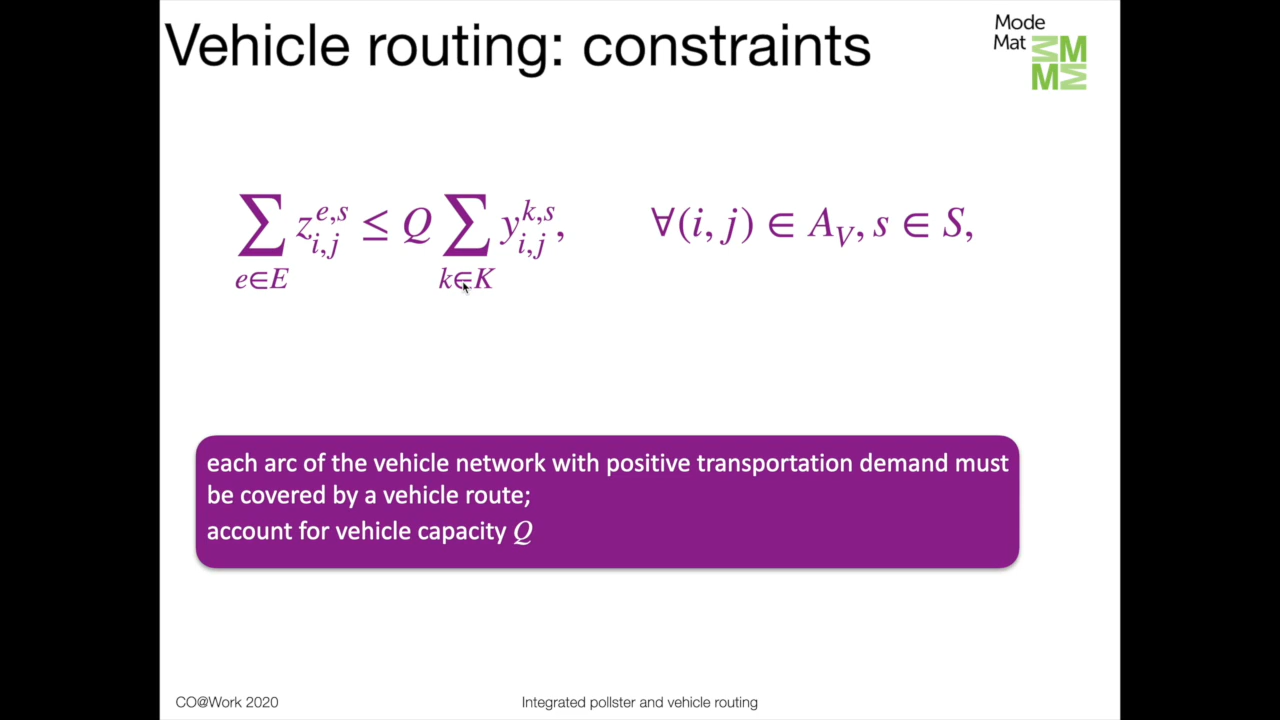 Vehicle routing: constraints
Mode
Mat
M
M
∑_{e∈E} z_{i,j}^{e,s} ≤ Q ∑_{k∈K} y_{i,j}^{k,s}, ∀(i, j) ∈ A_V, s ∈ S,
each arc of the vehicle network with positive transportation demand must
be covered by a vehicle route;
account for vehicle capacity Q
CO@Work 2020 Integrated pollster and vehicle routing